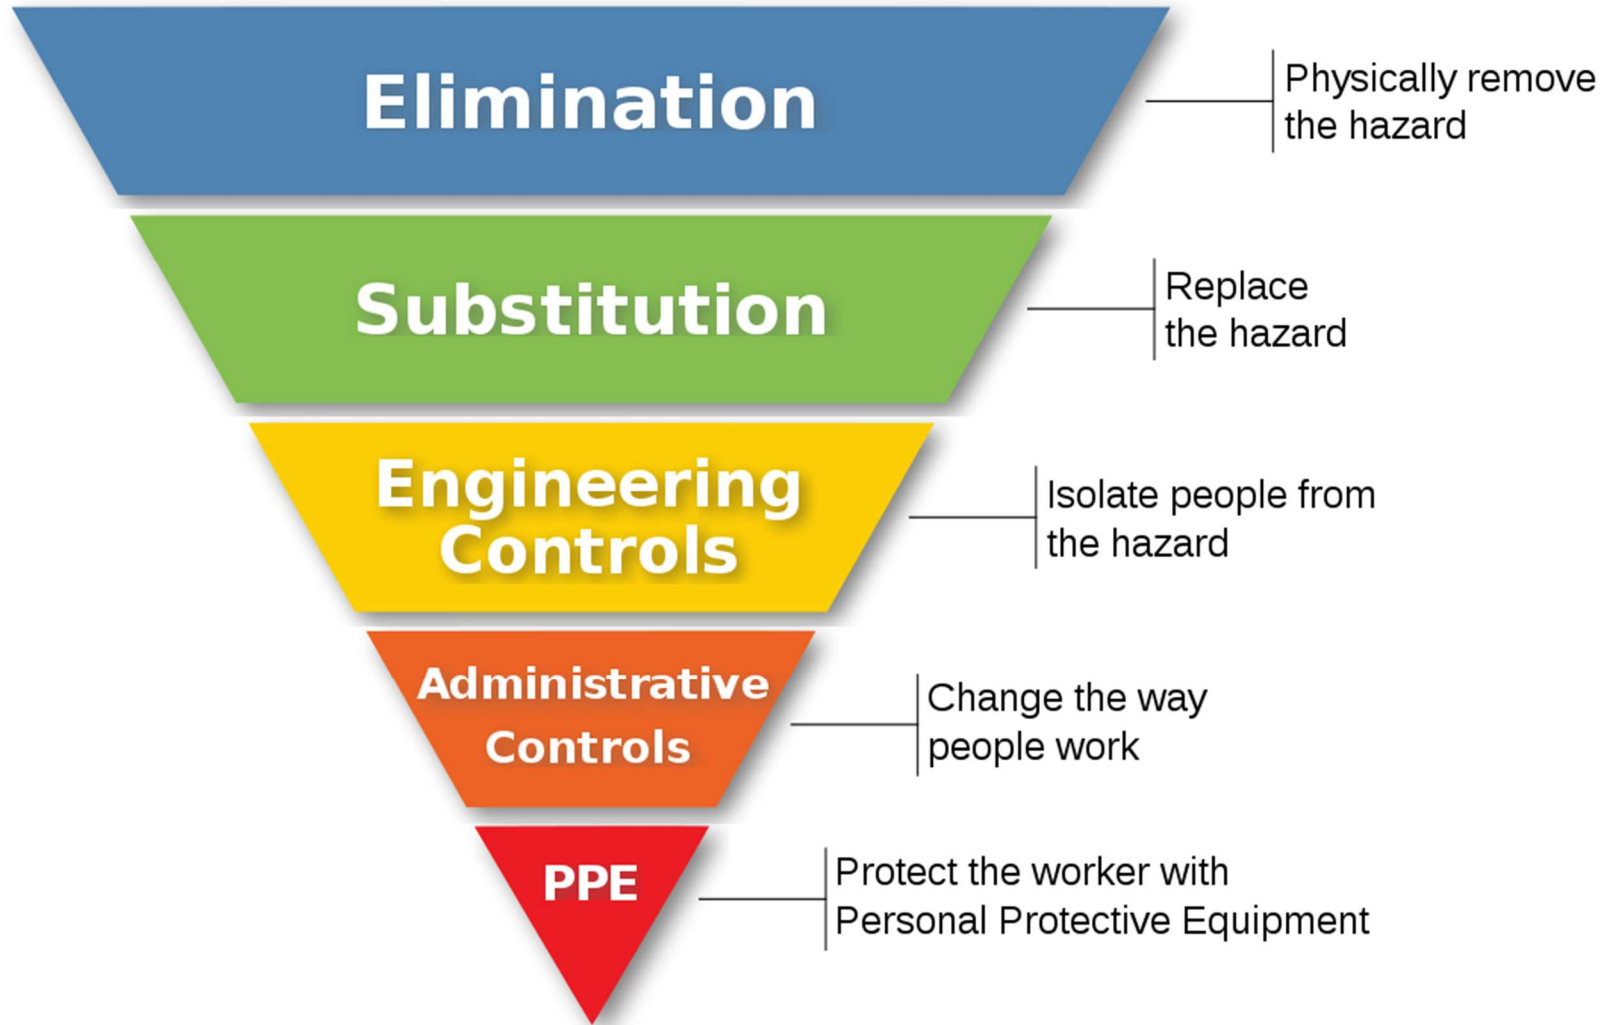 Elimination
Physically remove
the hazard
Substitution
Replace
the hazard
Engineering
Controls
Isolate people from
the hazard
Administrative
Controls
Change the way
people work
PPE
Protect the worker with
Personal Protective Equipment